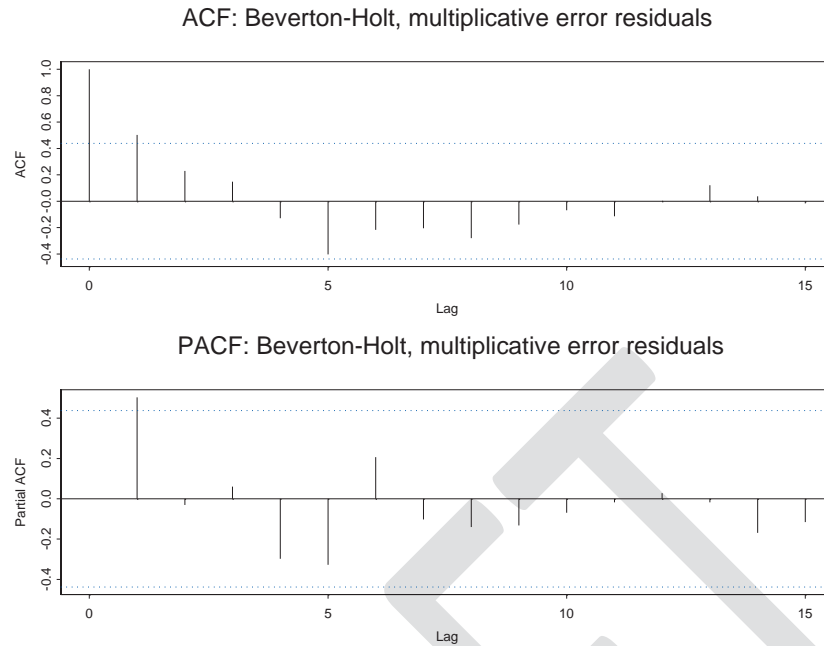 ACF: Beverton-Holt, multiplicative error residuals
ACF
-0.4 -0.2 -0.0 0.2 0.4 0.6 0.8 1.0
0 5 10 15
Lag
PACF: Beverton-Holt, multiplicative error residuals
Partial ACF
-0.4 -0.2 0.0 0.2 0.4
0 5 10 15
Lag